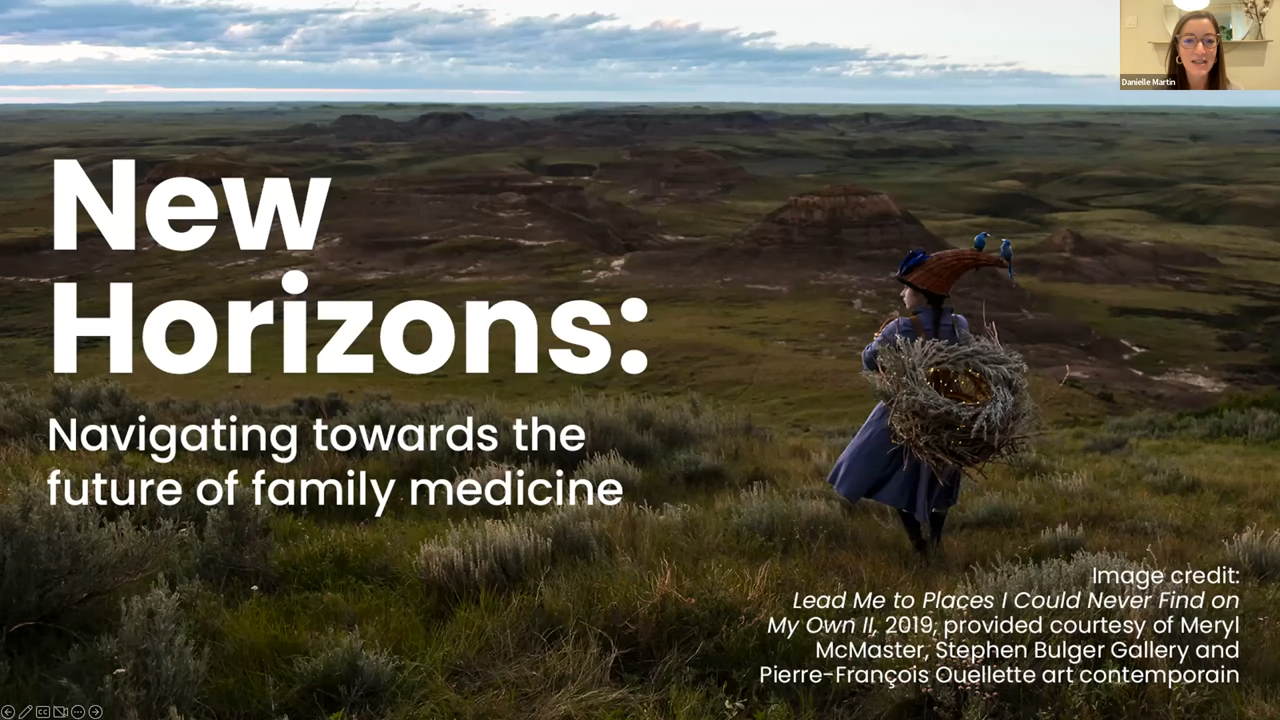 Danielle Martin
New
Horizons:
Navigating towards the
future of family medicine
Image credit:
Lead Me to Places I Could Never Find on
My Own II, 2019, provided courtesy of Meryl
McMaster, Stephen Bulger Gallery and
Pierre-François Ouellette art contemporain